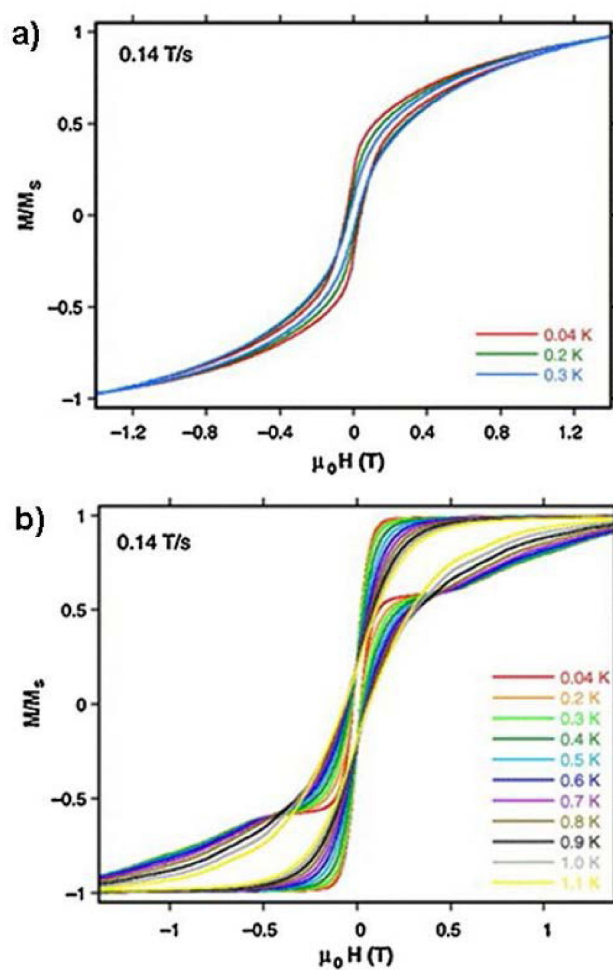 a)
0.14 T/s
1
0.5
0
−0.5
−1
M/Ms
0.04 K
0.2 K
0.3 K
−1.2 −0.8 −0.4 0 0.4 0.8 1.2
μ₀H (T)
b)
0.14 T/s
1
0.5
0
−0.5
−1
M/Ms
0.04 K
0.2 K
0.3 K
0.4 K
0.5 K
0.6 K
0.7 K
0.8 K
0.9 K
1.0 K
1.1 K
−1 −0.5 0 0.5 1
μ₀H (T)